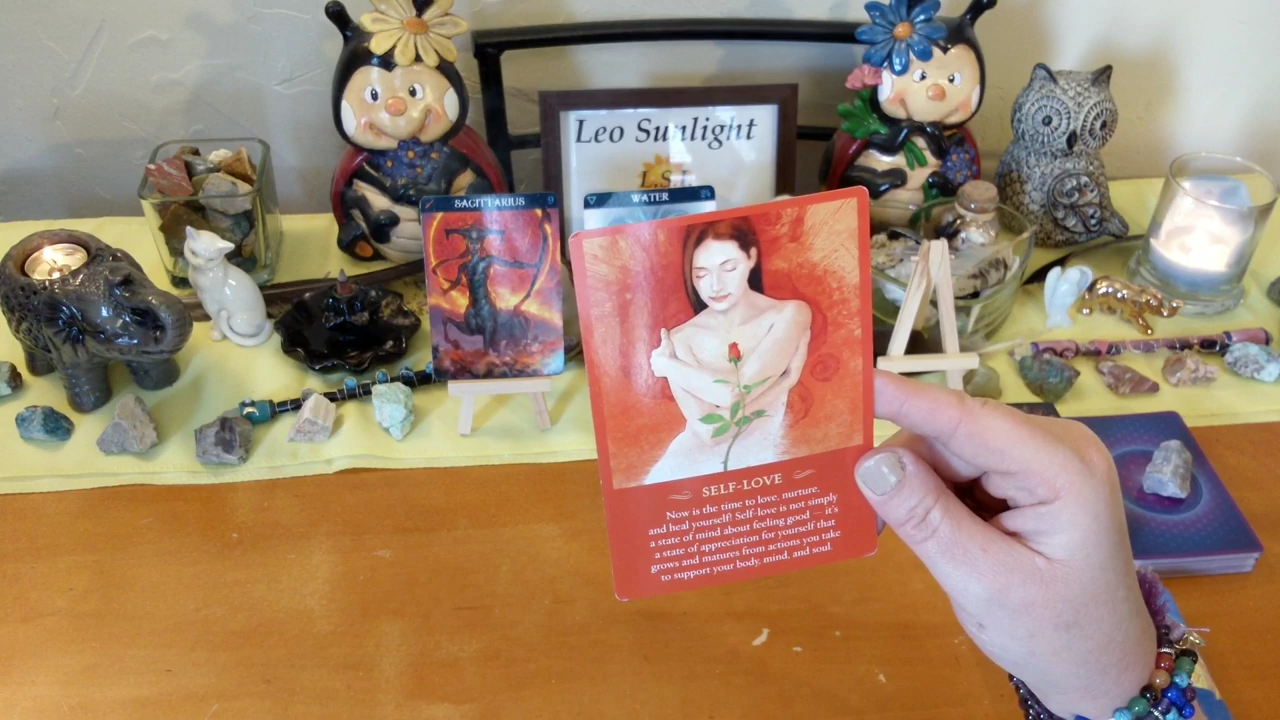 Leo Sunlight
L.S.L
SAGITTARIUS 9
WATER
SELF-LOVE
Now is the time to love, nurture,
and heal yourself! Self-love is not simply
a state of mind about feeling good — it's
a state of appreciation for yourself that
grows and matures from actions you take
to support your body, mind, and soul.